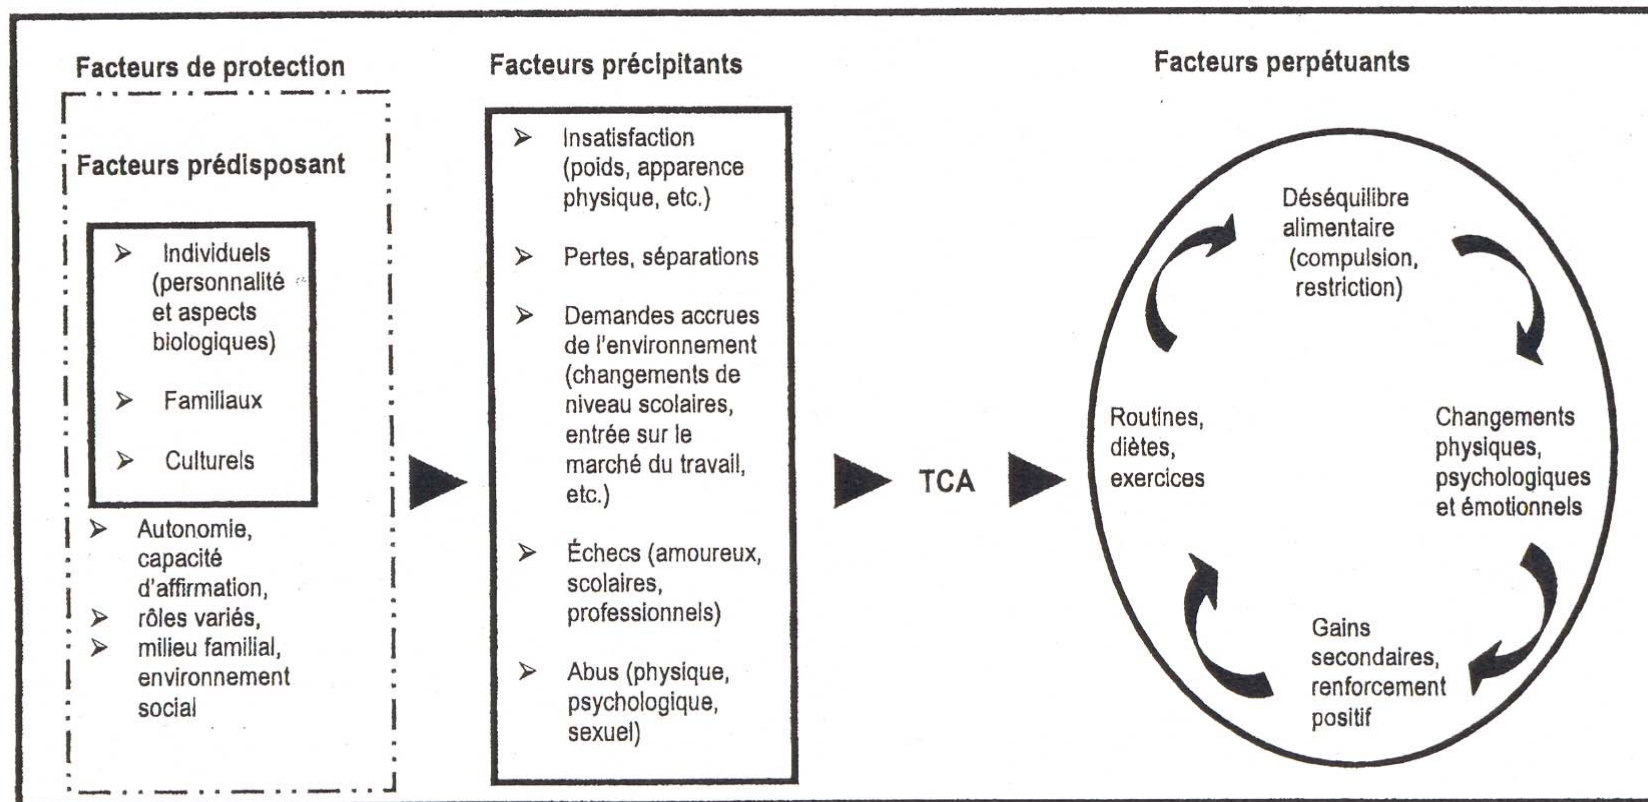 Facteurs de protection
Facteurs prédisposant
➢ Individuels
(personnalité
et aspects
biologiques)
➢ Familiaux
➢ Culturels
➢ Autonomie,
capacité
d'affirmation,
➢ rôles variés,
➢ milieu familial,
environnement
social
Facteurs précipitants
➢ Insatisfaction
(poids, apparence
physique, etc.)
➢ Pertes, séparations
➢ Demandes accrues
de l'environnement
(changements de
niveau scolaires,
entrée sur le
marché du travail,
etc.)
➢ Échecs (amoureux,
scolaires,
professionnels)
➢ Abus (physique,
psychologique,
sexuel)
TCA
Facteurs perpétuants
Déséquilibre
alimentaire
(compulsion,
restriction)
Changements
physiques,
psychologiques
et émotionnels
Gains
secondaires,
renforcement
positif
Routines,
diètes,
exercices